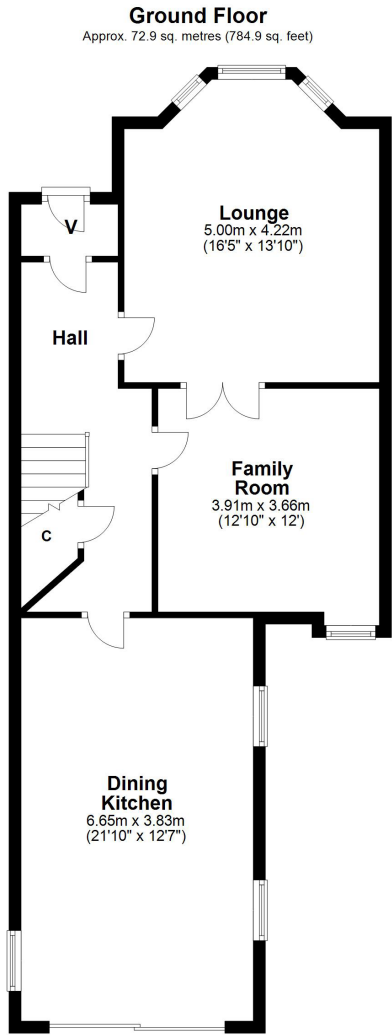 Ground Floor
Approx. 72.9 sq. metres (784.9 sq. feet)
Lounge
5.00m x 4.22m
(16'5" x 13'10")
V
Hall
Family
Room
3.91m x 3.66m
(12'10" x 12')
C
Dining
Kitchen
6.65m x 3.83m
(21'10" x 12'7")